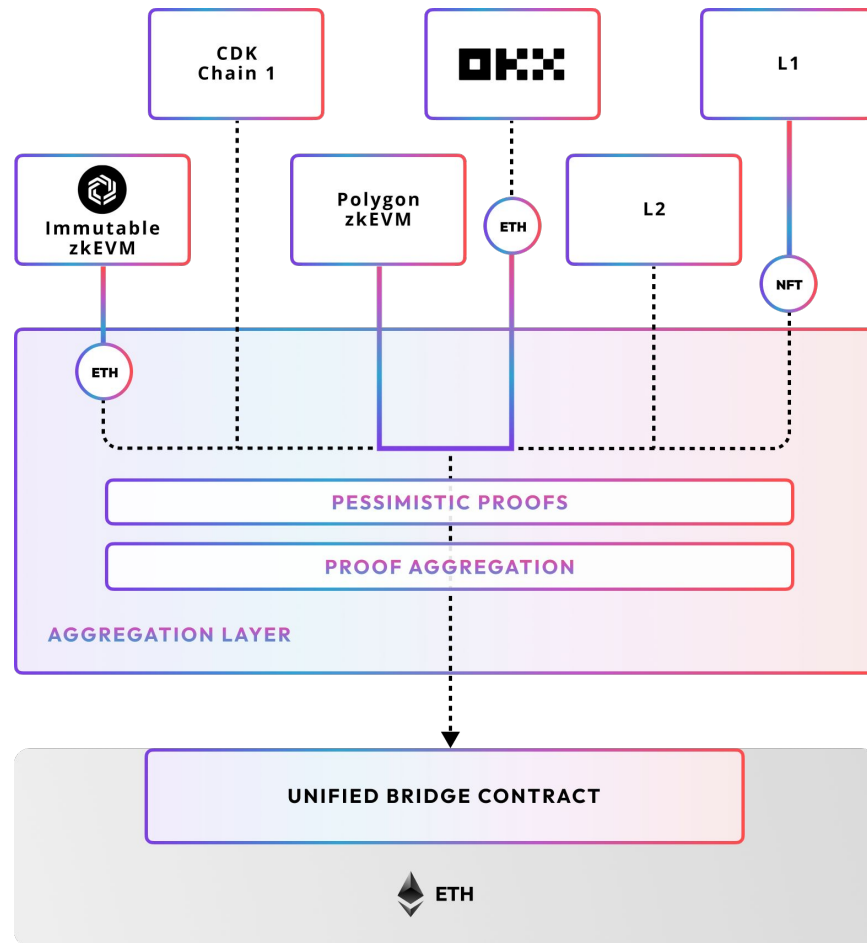 CDK
Chain 1
OKX
L1
Immutable
zkEVM
Polygon
zkEVM
ETH
L2
NFT
ETH
PESSIMISTIC PROOFS
PROOF AGGREGATION
AGGREGATION LAYER
UNIFIED BRIDGE CONTRACT
ETH